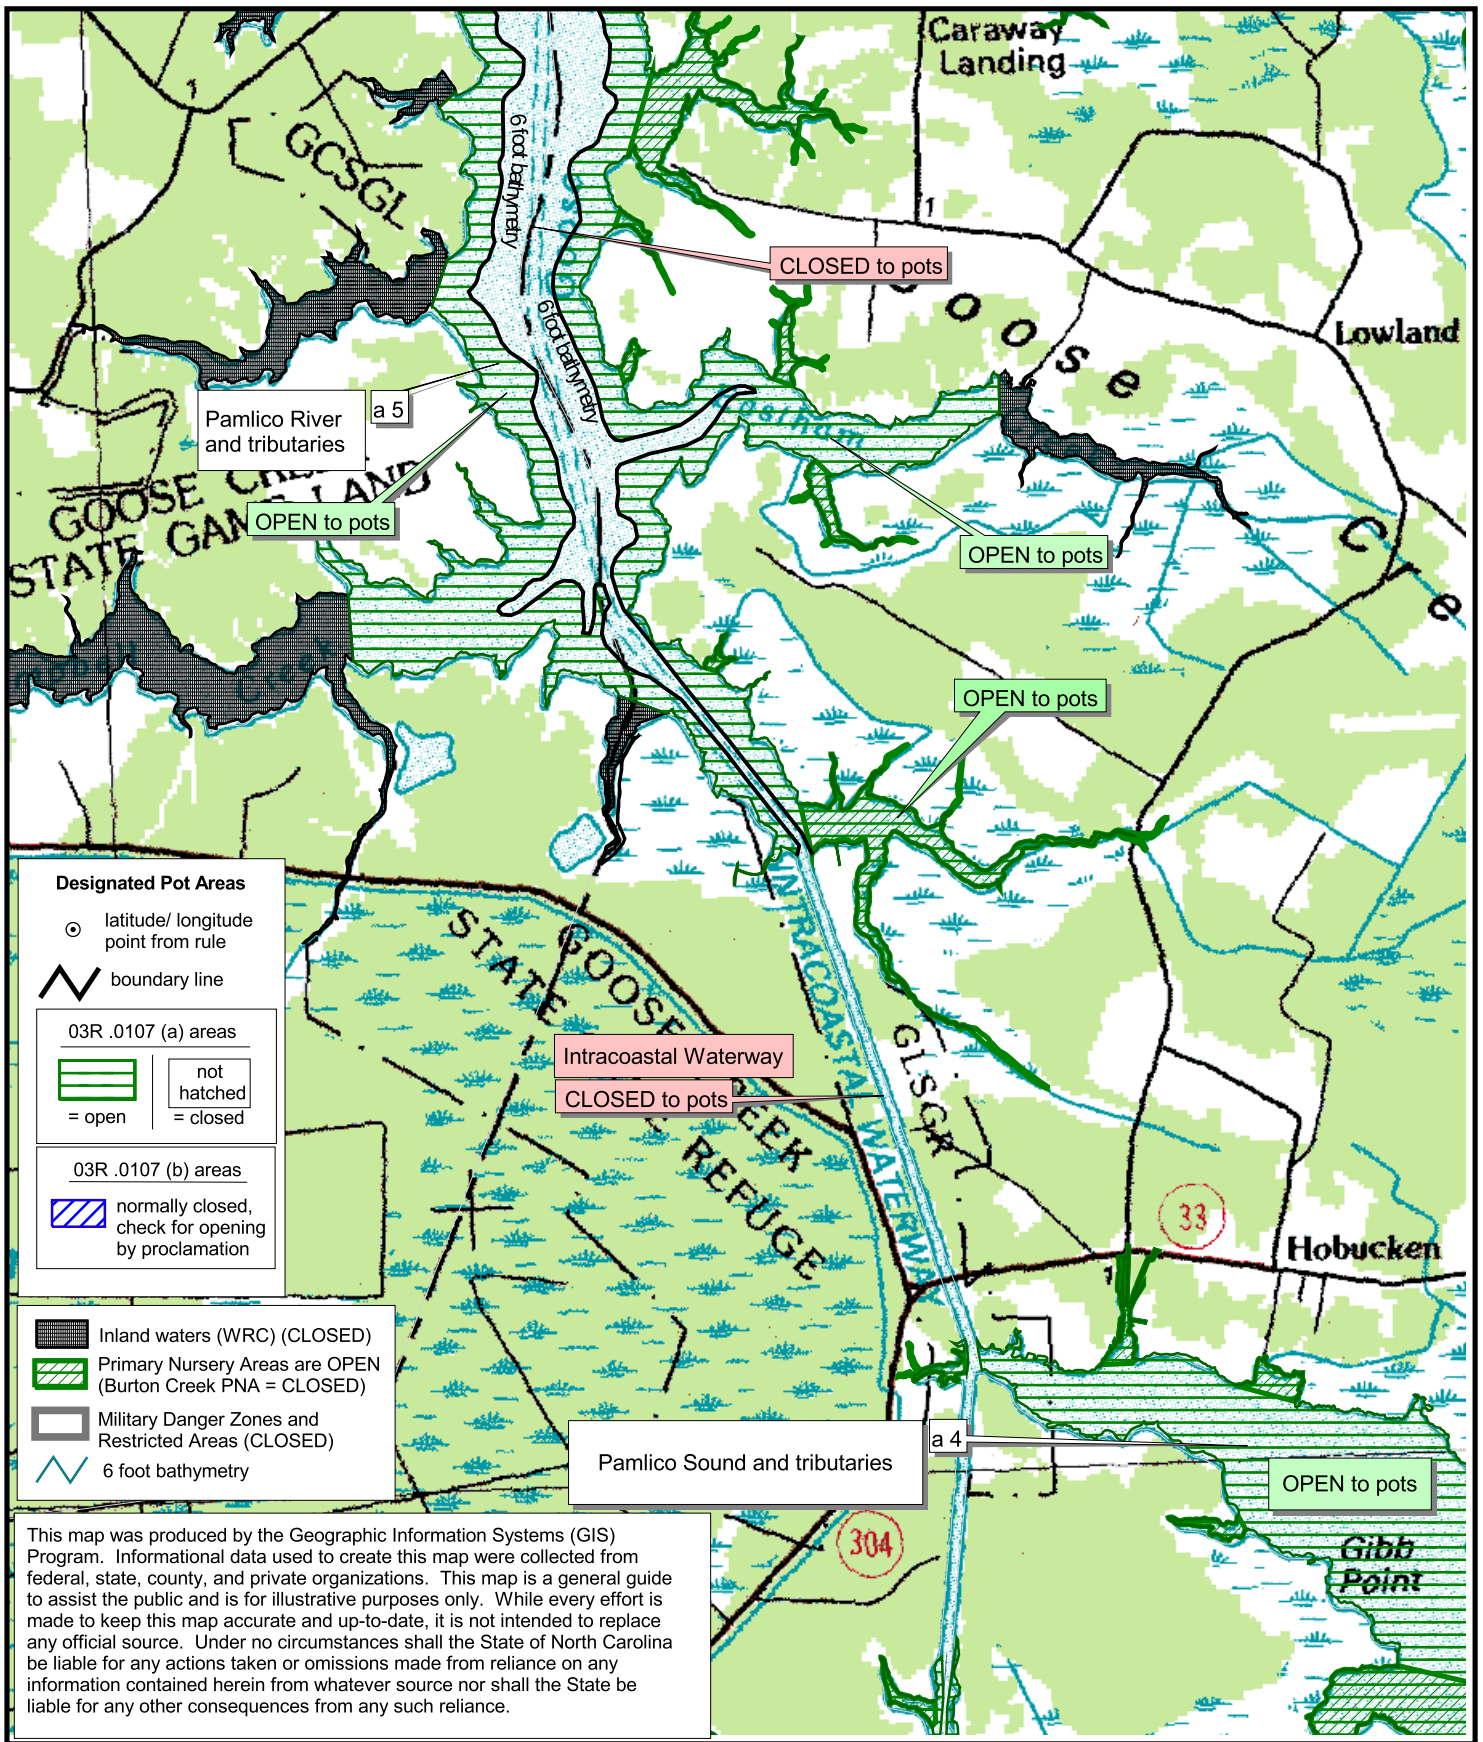 Caraway
Landing
1
GCSGL
6 foot bathymetry
1
CLOSED to pots
6 foot bathymetry
Goose
Lowland
Pamlico River
and tributaries
a 5
GOOSE
STATE
LAND
OPEN to pots
OPEN to pots
Creek
OPEN to pots
INTRACOASTAL WATERWAY
Designated Pot Areas
latitude/ longitude
point from rule
boundary line
03R .0107 (a) areas
not
hatched
= open
= closed
03R .0107 (b) areas
normally closed,
check for opening
by proclamation
GOOSE
STATE
REFUGE
Intracoastal Waterway
CLOSED to pots
GLSGR
33
Hobucken
1
Inland waters (WRC) (CLOSED)
Primary Nursery Areas are OPEN
(Burton Creek PNA = CLOSED)
Military Danger Zones and
Restricted Areas (CLOSED)
6 foot bathymetry
Pamlico Sound and tributaries
a 4
OPEN to pots
304
Gibb
Point
This map was produced by the Geographic Information Systems (GIS)
Program. Informational data used to create this map were collected from
federal, state, county, and private organizations. This map is a general guide
to assist the public and is for illustrative purposes only. While every effort is
made to keep this map accurate and up-to-date, it is not intended to replace
any official source. Under no circumstances shall the State of North Carolina
be liable for any actions taken or omissions made from reliance on any
information contained herein from whatever source nor shall the State be
liable for any other consequences from any such reliance.